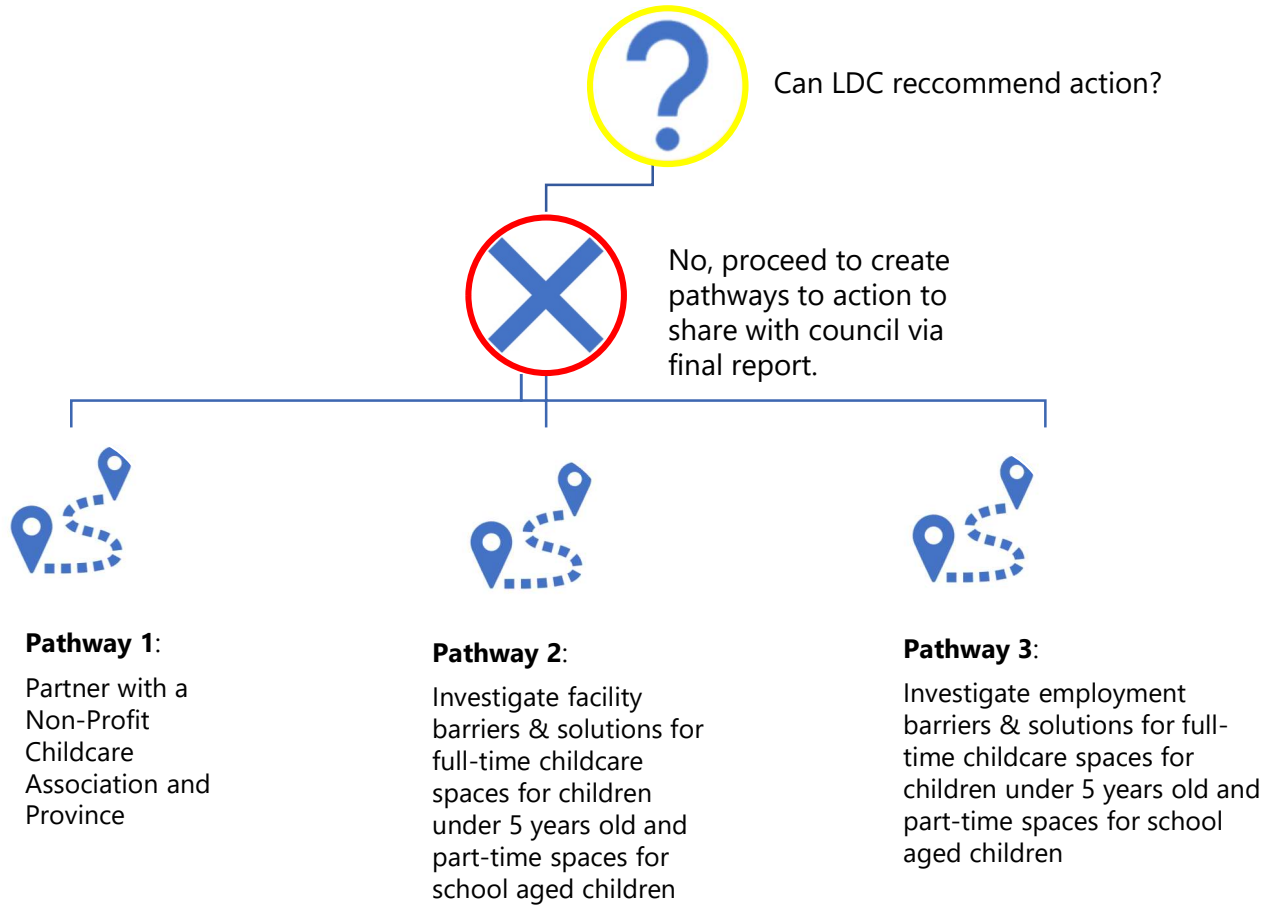 Can LDC reccommend action?
No, proceed to create
pathways to action to
share with council via
final report.
Pathway 1:
Partner with a
Non-Profit
Childcare
Association and
Province
Pathway 2:
Investigate facility
barriers & solutions for
full-time childcare
spaces for children
under 5 years old and
part-time spaces for
school aged children
Pathway 3:
Investigate employment
barriers & solutions for full-
time childcare spaces for
children under 5 years old and
part-time spaces for school
aged children